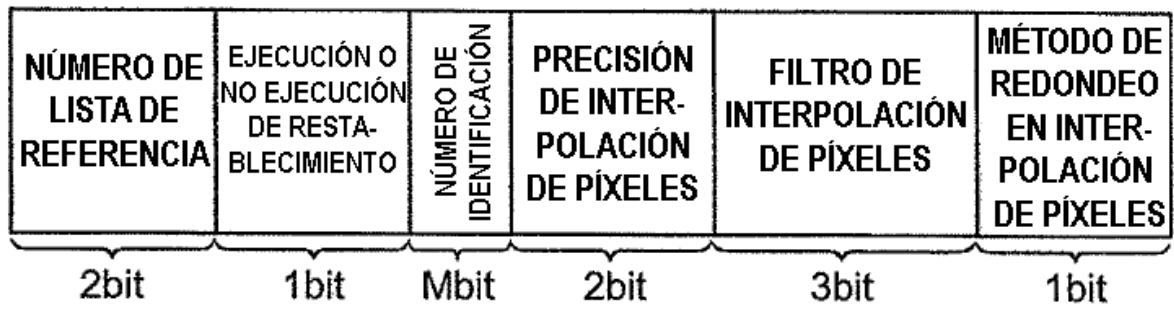 NÚMERO DE
LISTA DE
REFERENCIA
EJECUCIÓN O
NO EJECUCIÓN
DE RESTA-
BLECIMIENTO
NÚMERO DE
IDENTIFICACIÓN
PRECISIÓN
DE INTER-
POLACIÓN
DE PÍXELES
FILTRO DE
INTERPOLACIÓN
DE PÍXELES
MÉTODO DE
REDONDEO
EN INTER-
POLACIÓN
DE PÍXELES
2bit
1bit
Mbit
2bit
3bit
1bit